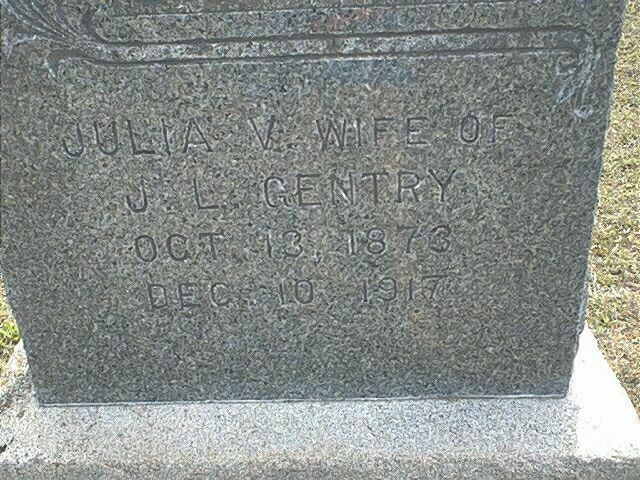 JULIA V. WIFE OF
J. L. GENTRY
OCT. 13, 1873
DEC. 10, 1917